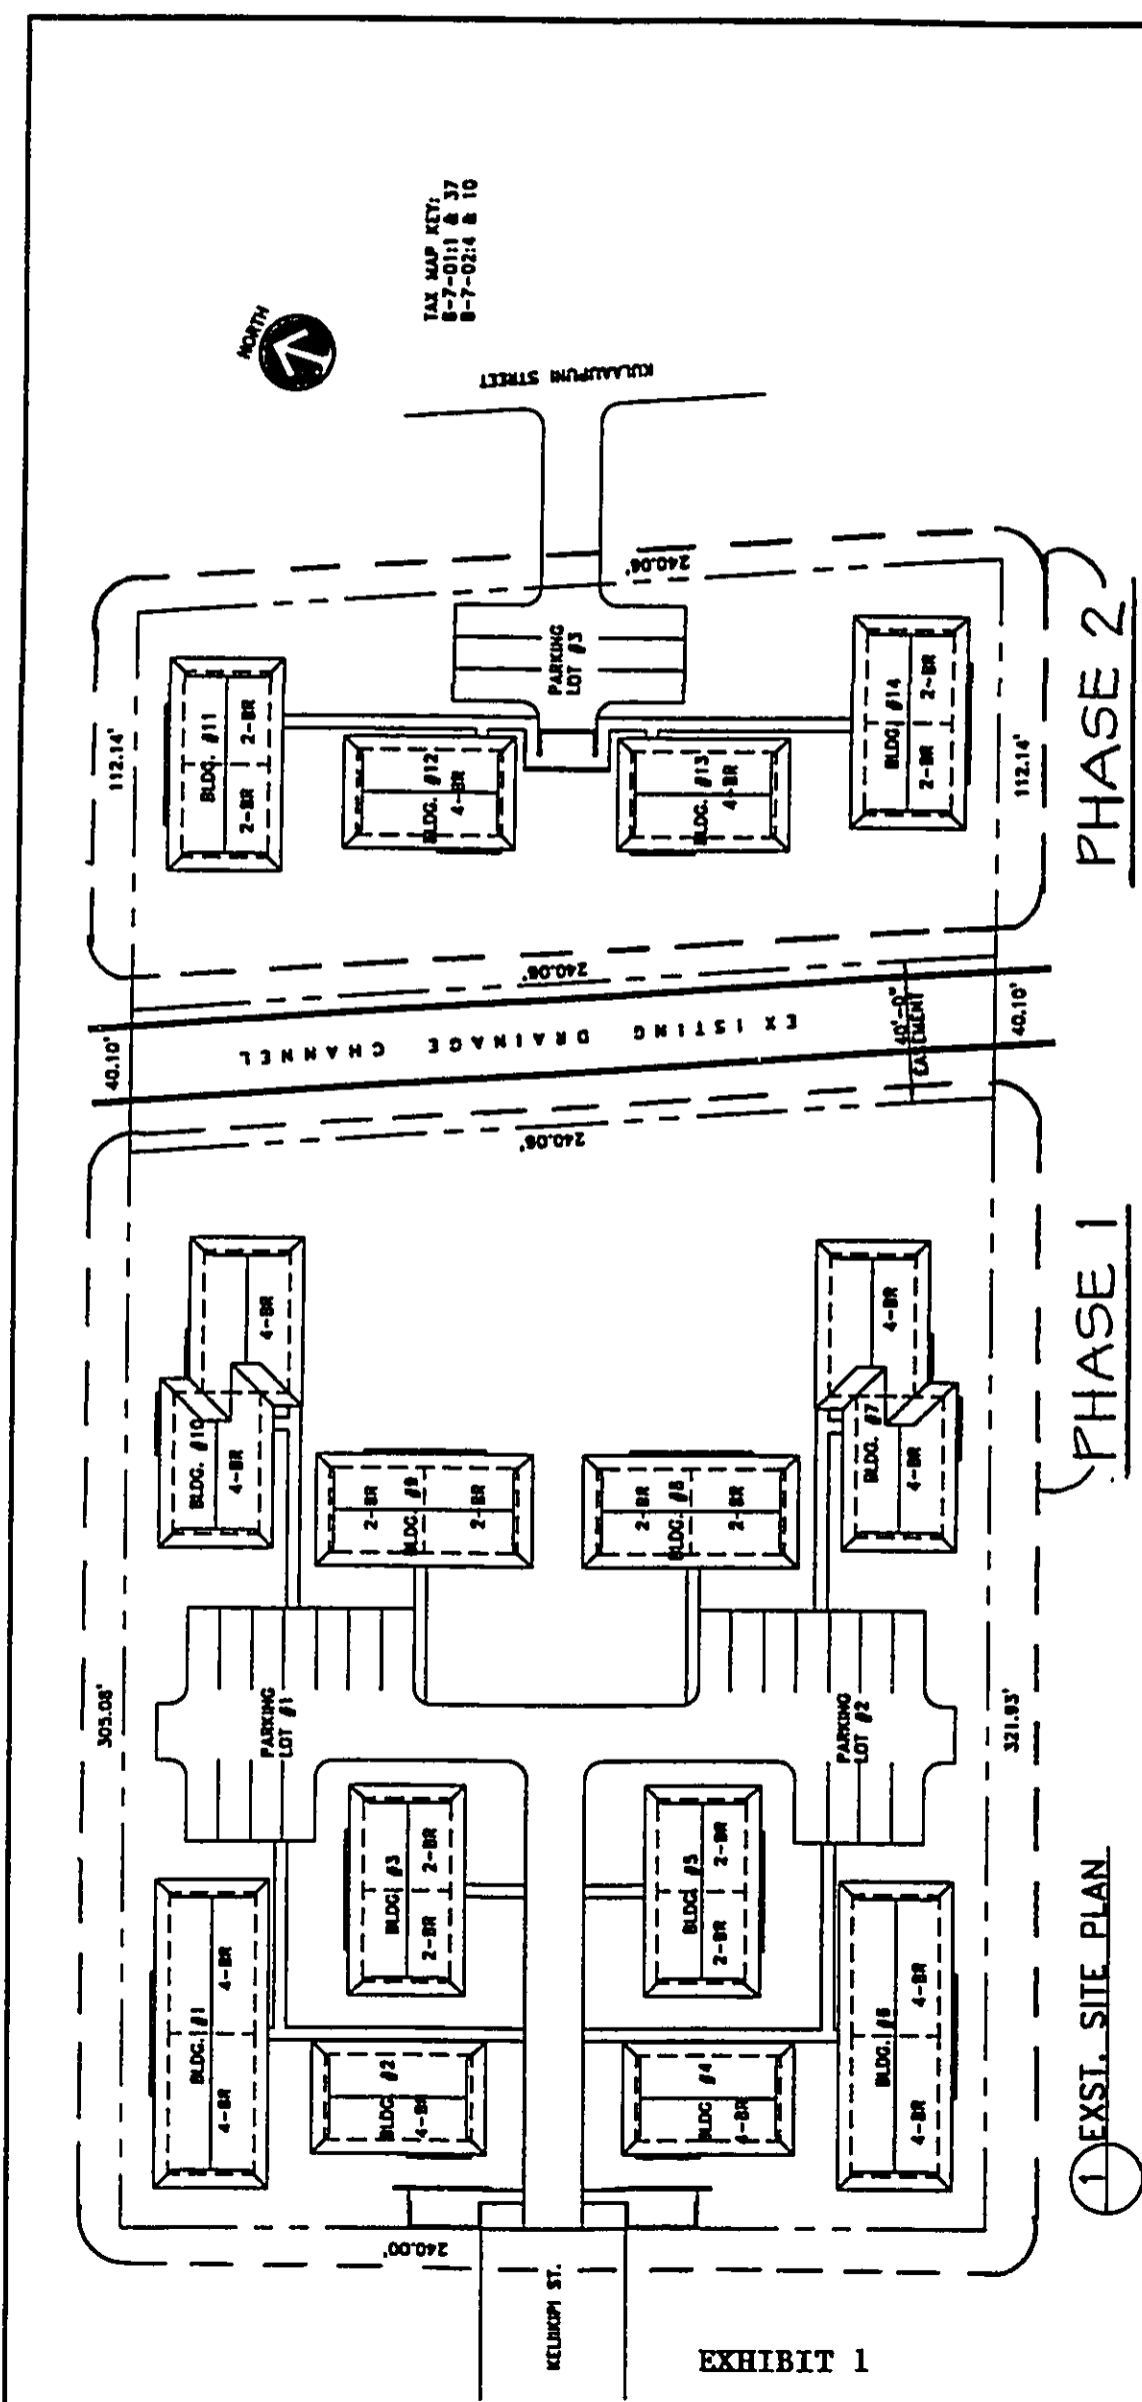 NORTH
TAX MAP KEY:
8-7-01:1 & 37
8-7-02:4 & 10
KULAAUPUNI STREET
240.06'
PARKING
LOT #3
112.14'
BLDG. #11
2-BR 2-BR
BLDG. #12
4-BR
BLDG. #13
4-BR
BLDG. #14
2-BR 2-BR
112.14'
PHASE 2
240.06'
40.10'
EXISTING DRAINAGE CHANNEL
40'-0"
EASEMENT
40.10'
240.06'
4-BR
BLDG. #10
4-BR
2-BR
BLDG. #9
2-BR
2-BR
BLDG. #8
2-BR
4-BR
BLDG. #7
4-BR
PHASE 1
305.08'
PARKING
LOT #1
PARKING
LOT #2
321.93'
BLDG. #1
4-BR 4-BR
BLDG. #3
2-BR 2-BR
BLDG. #5
2-BR 2-BR
BLDG. #6
4-BR 4-BR
BLDG. #2
4-BR
BLDG. #4
4-BR
240.00'
ST.
1 EXST. SITE PLAN
EXHIBIT 1